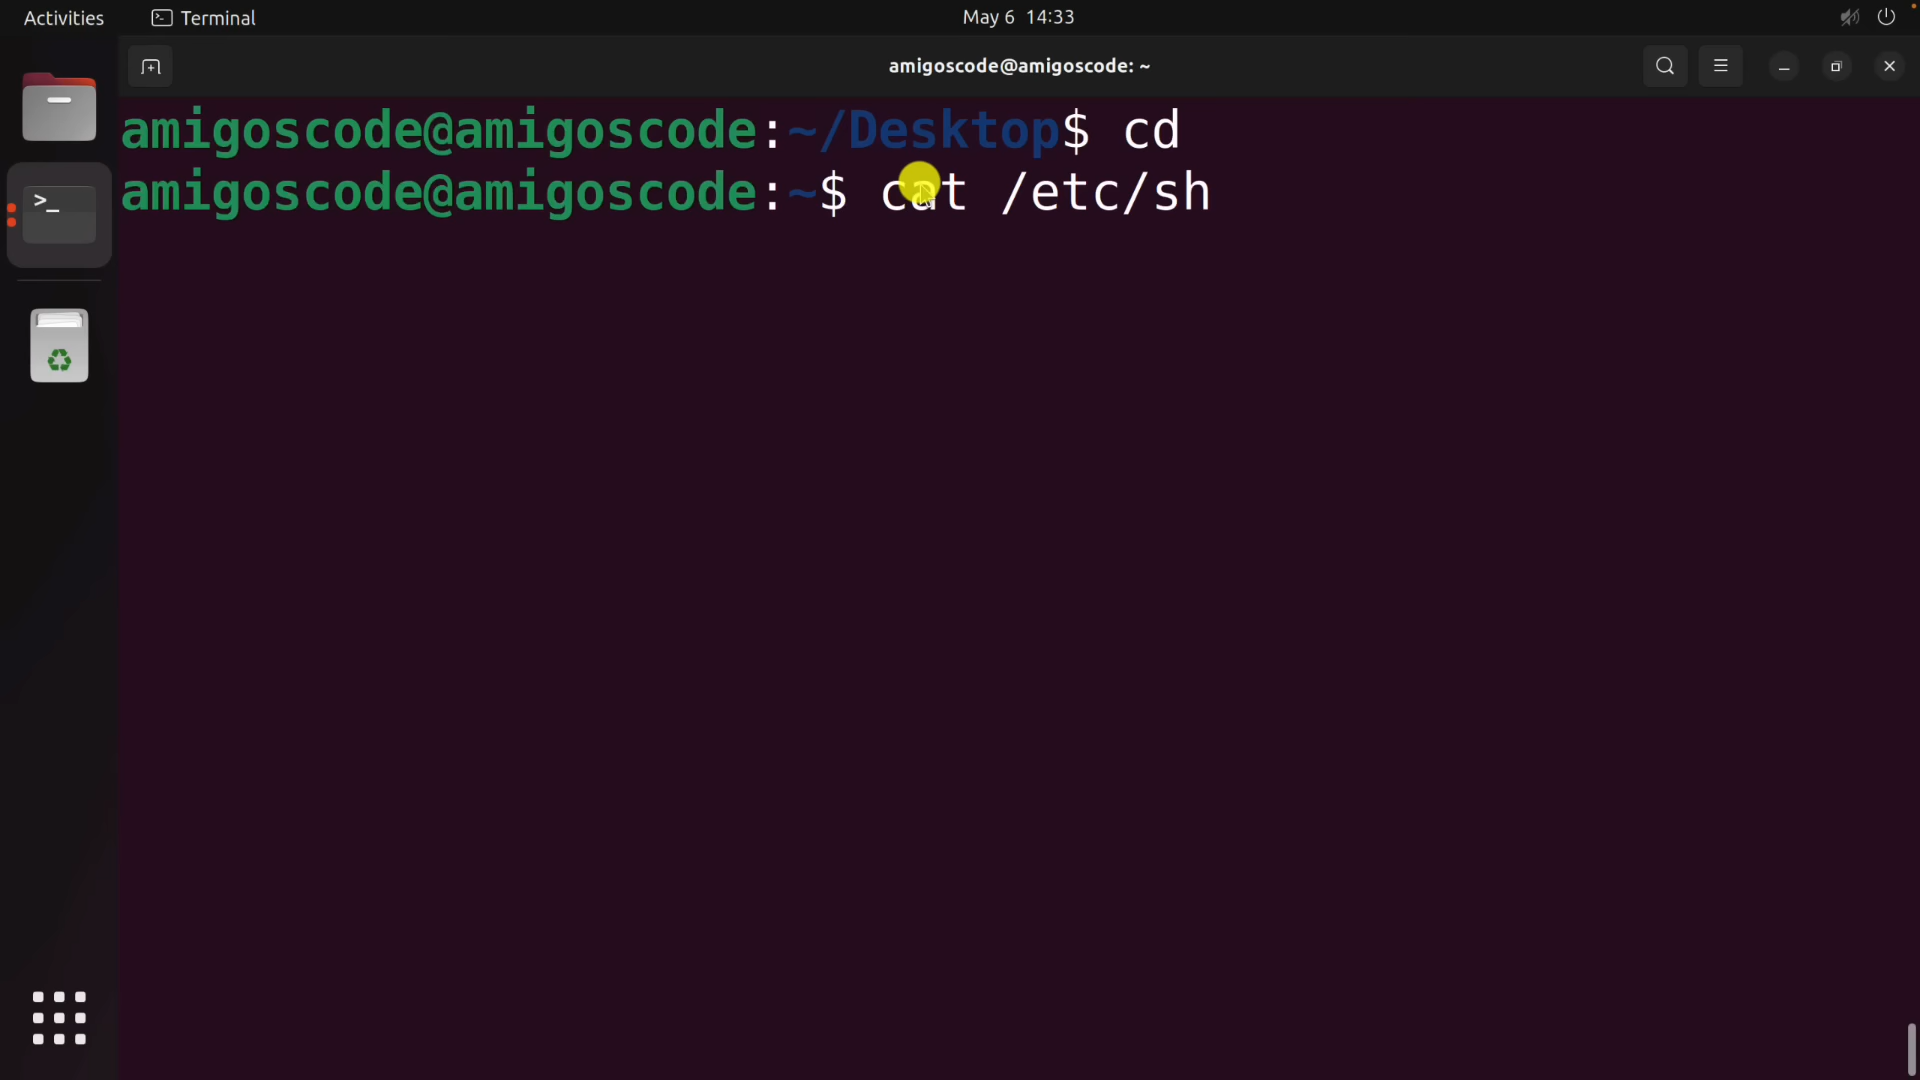 Activities
Terminal
May 6 14:33
amigoscode@amigoscode: ~
amigoscode@amigoscode:~/Desktop$ cd
amigoscode@amigoscode:~$ cat /etc/sh
>_